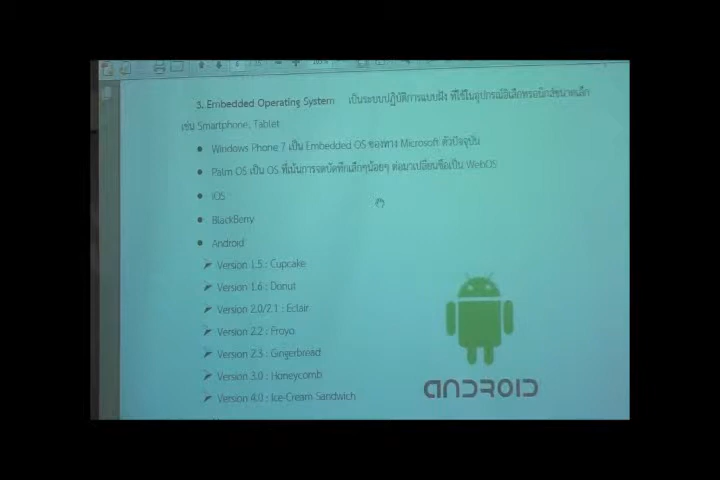 3. Embedded Operating System เป็นระบบปฏิบัติการแบบฝัง ที่ใช้ในอุปกรณ์อิเล็กทรอนิกส์ขนาดเล็ก
เช่น Smartphone, Tablet
● Windows Phone 7 เป็น Embedded OS ของทาง Microsoft ตัวปัจจุบัน
● Palm OS เป็น OS ที่เน้นการจดบัดทึกเล็กๆน้อยๆ ต่อมาเปลี่ยนชื่อเป็น WebOS
● iOS
● BlackBerry
● Android
➢ Version 1.5 : Cupcake
➢ Version 1.6 : Donut
➢ Version 2.0/2.1 : Eclair
➢ Version 2.2 : Froyo
➢ Version 2.3 : Gingerbread
➢ Version 3.0 : Honeycomb
➢ Version 4.0 : Ice-Cream Sandwich
ANDROID